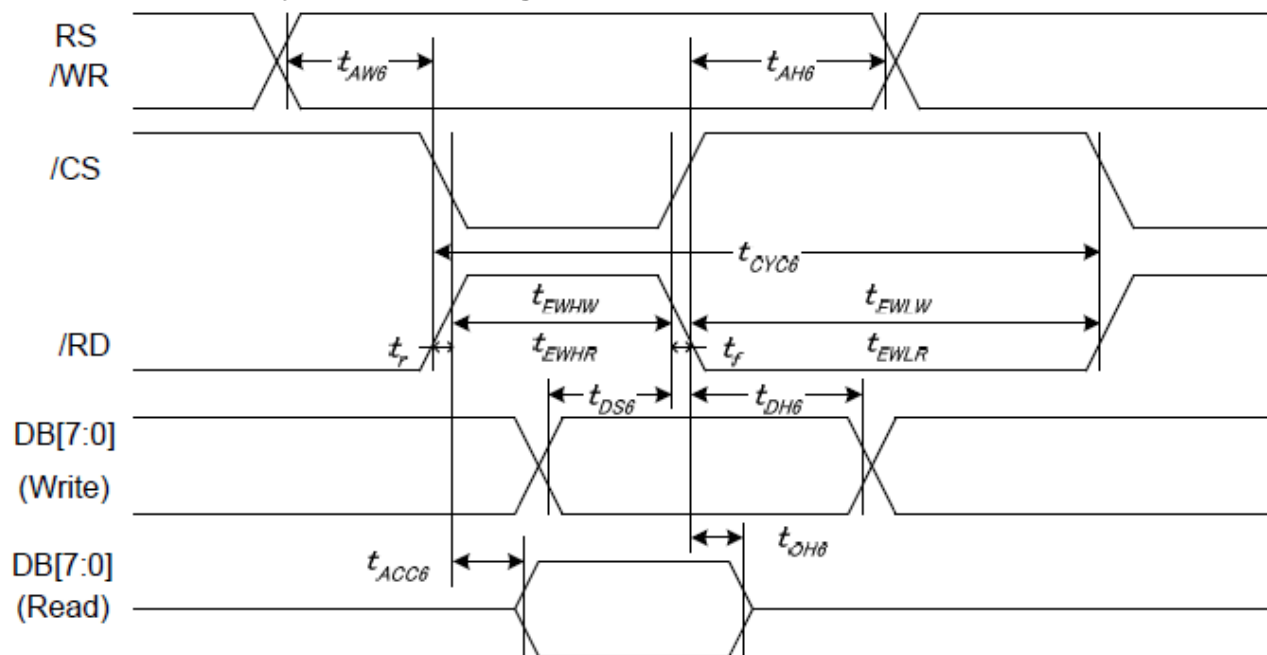 RS
/WR
tAW6
tAH6
/CS
tCYC6
tEWHW
tEWLW
/RD
tr
tEWHR
tf
tEWLR
tDS6
tDH6
DB[7:0]
(Write)
tACC6
tOH6
DB[7:0]
(Read)